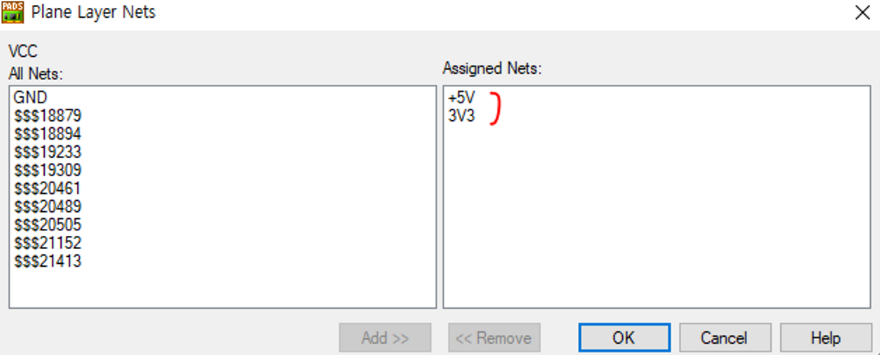 PADS
Plane Layer Nets
VCC
All Nets:
GND
$$$18879
$$$18894
$$$19233
$$$19309
$$$20461
$$$20489
$$$20505
$$$21152
$$$21413
Assigned Nets:
+5V
3V3
Add >>
<< Remove
OK
Cancel
Help